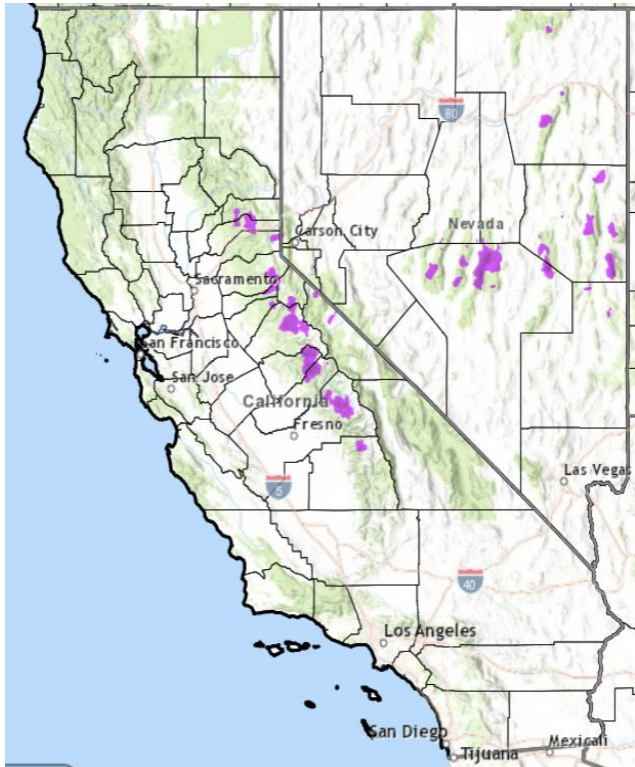 80
Nevada
Carson City
Sacramento
San Francisco
San Jose
California
Fresno
Las Vegas
5
40
Los Angeles
San Diego
Tijuana
Mexicali